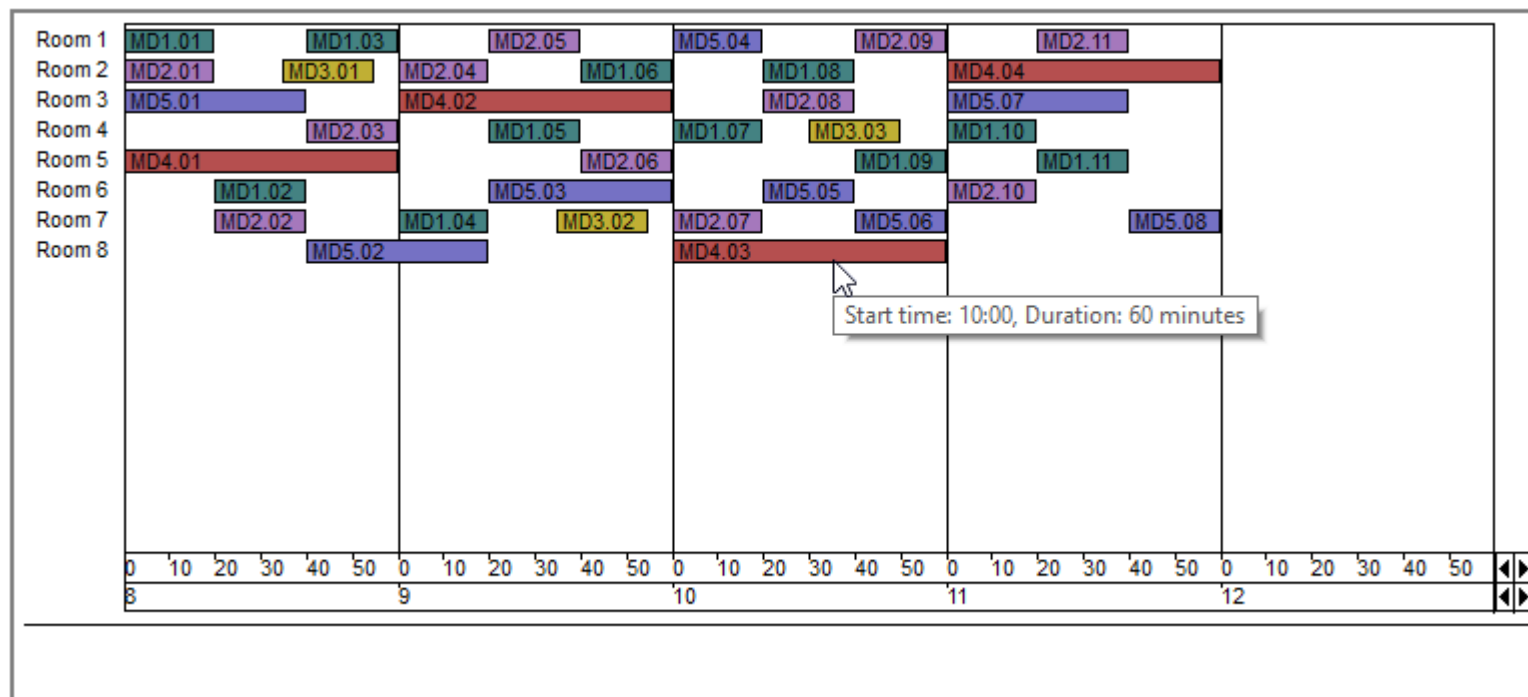 Room 1 MD1.01 MD1.03 MD2.05 MD5.04 MD2.09 MD2.11
Room 2 MD2.01 MD3.01 MD2.04 MD1.06 MD1.08 MD4.04
Room 3 MD5.01 MD4.02 MD2.08 MD5.07
Room 4 MD2.03 MD1.05 MD1.07 MD3.03 MD1.10
Room 5 MD4.01 MD2.06 MD1.09 MD1.11
Room 6 MD1.02 MD5.03 MD5.05 MD2.10
Room 7 MD2.02 MD1.04 MD3.02 MD2.07 MD5.06 MD5.08
Room 8 MD5.02 MD4.03
Start time: 10:00, Duration: 60 minutes
0 10 20 30 40 50 0 10 20 30 40 50 0 10 20 30 40 50 0 10 20 30 40 50 0 10 20 30 40 50
8 9 10 11 12